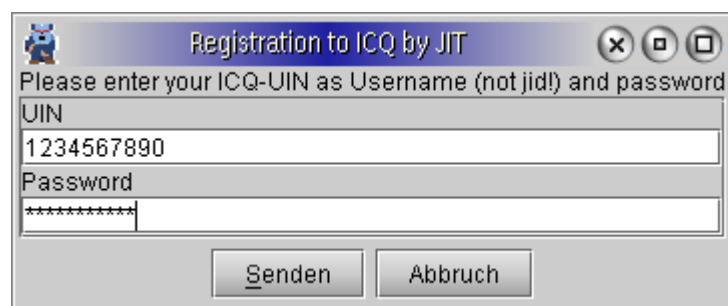 Registration to ICQ by JIT
Please enter your ICQ-UIN as Username (not jid!) and password
UIN
1234567890
Password
***********
Senden Abbruch